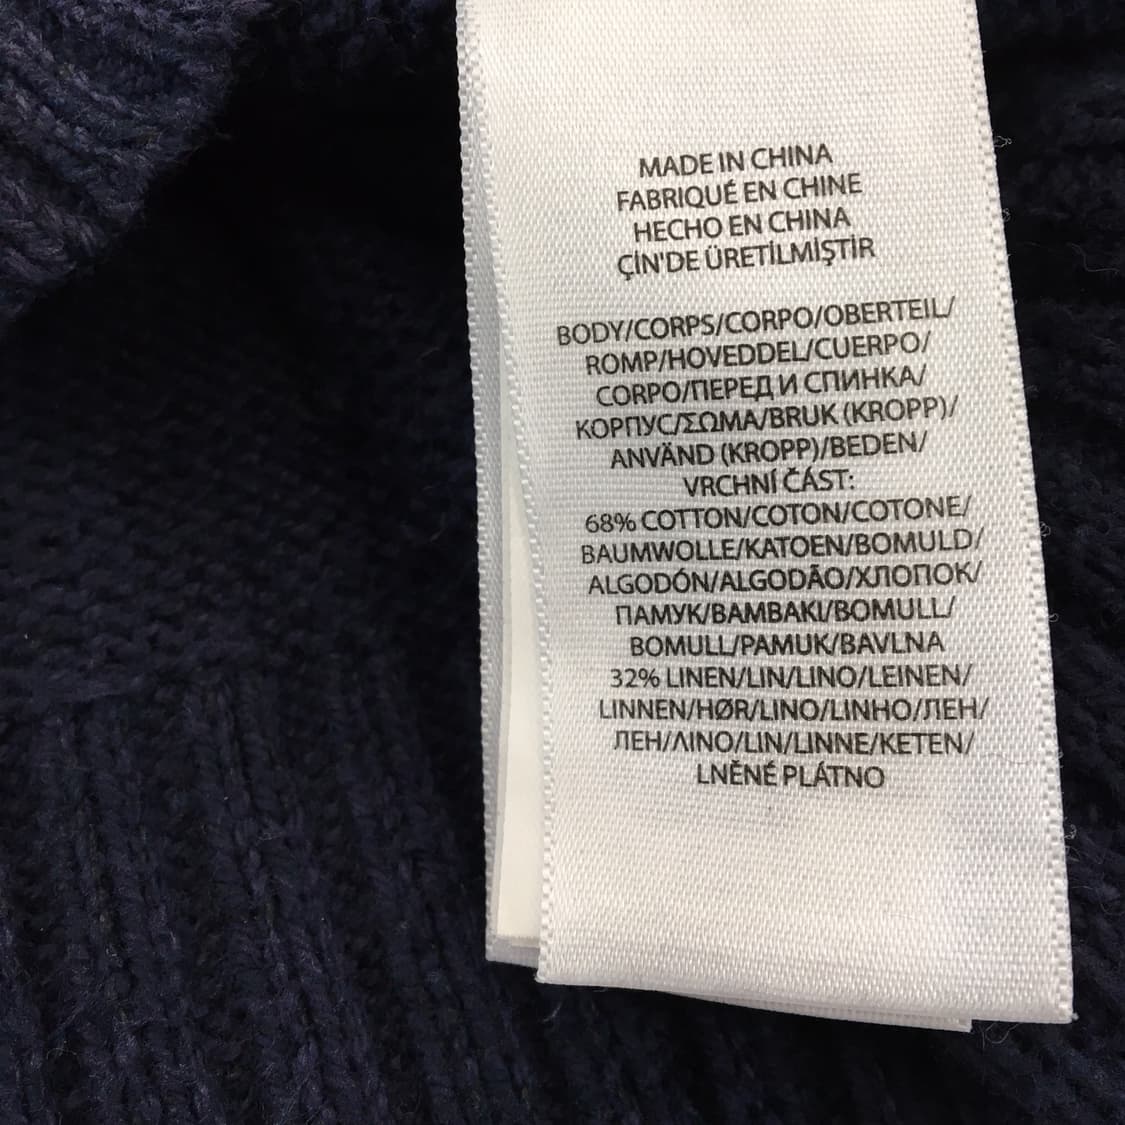 MADE IN CHINA
FABRIQUÉ EN CHINE
HECHO EN CHINA
ÇİN'DE ÜRETİLMİŞTİR
BODY/CORPS/CORPO/OBERTEIL/
ROMP/HOVEDDEL/CUERPO/
CORPO/ПЕРЕД И СПИНКА/
КОРПУС/ΣΩΜΑ/BRUK (KROPP)/
ANVÄND (KROPP)/BEDEN/
VRCHNÍ ČÁST:
68% COTTON/COTON/COTONE/
BAUMWOLLE/KATOEN/BOMULD/
ALGODÓN/ALGODÃO/ХЛОПОК/
ПАМУК/BAMBAKI/BOMULL/
BOMULL/PAMUK/BAVLNA
32% LINEN/LIN/LINO/LEINEN/
LINNEN/HØR/LINO/LINHO/ЛЕН/
ЛЕН/ΛΙΝΟ/LIN/LINNE/KETEN/
LNĚNÉ PLÁTNO